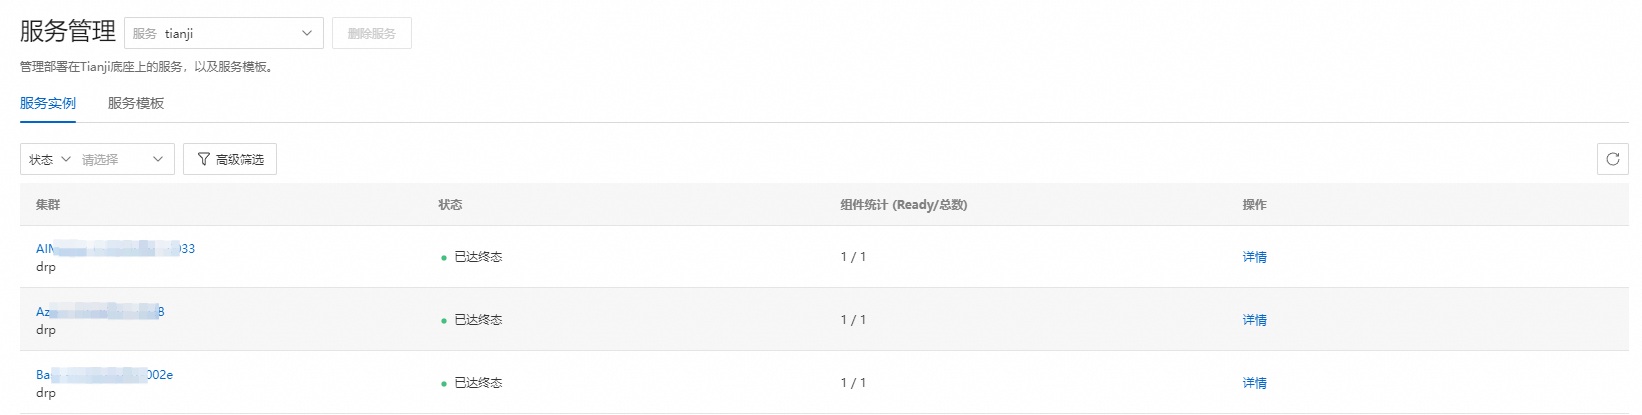 服务管理 服务 tianji 删除服务
管理部署在Tianji底座上的服务，以及服务模板。
服务实例 服务模板
状态 请选择 高级筛选
集群 状态 组件统计 (Ready/总数) 操作
已达终态 1 / 1 详情
drp
已达终态 1 / 1 详情
drp
已达终态 1 / 1 详情
drp